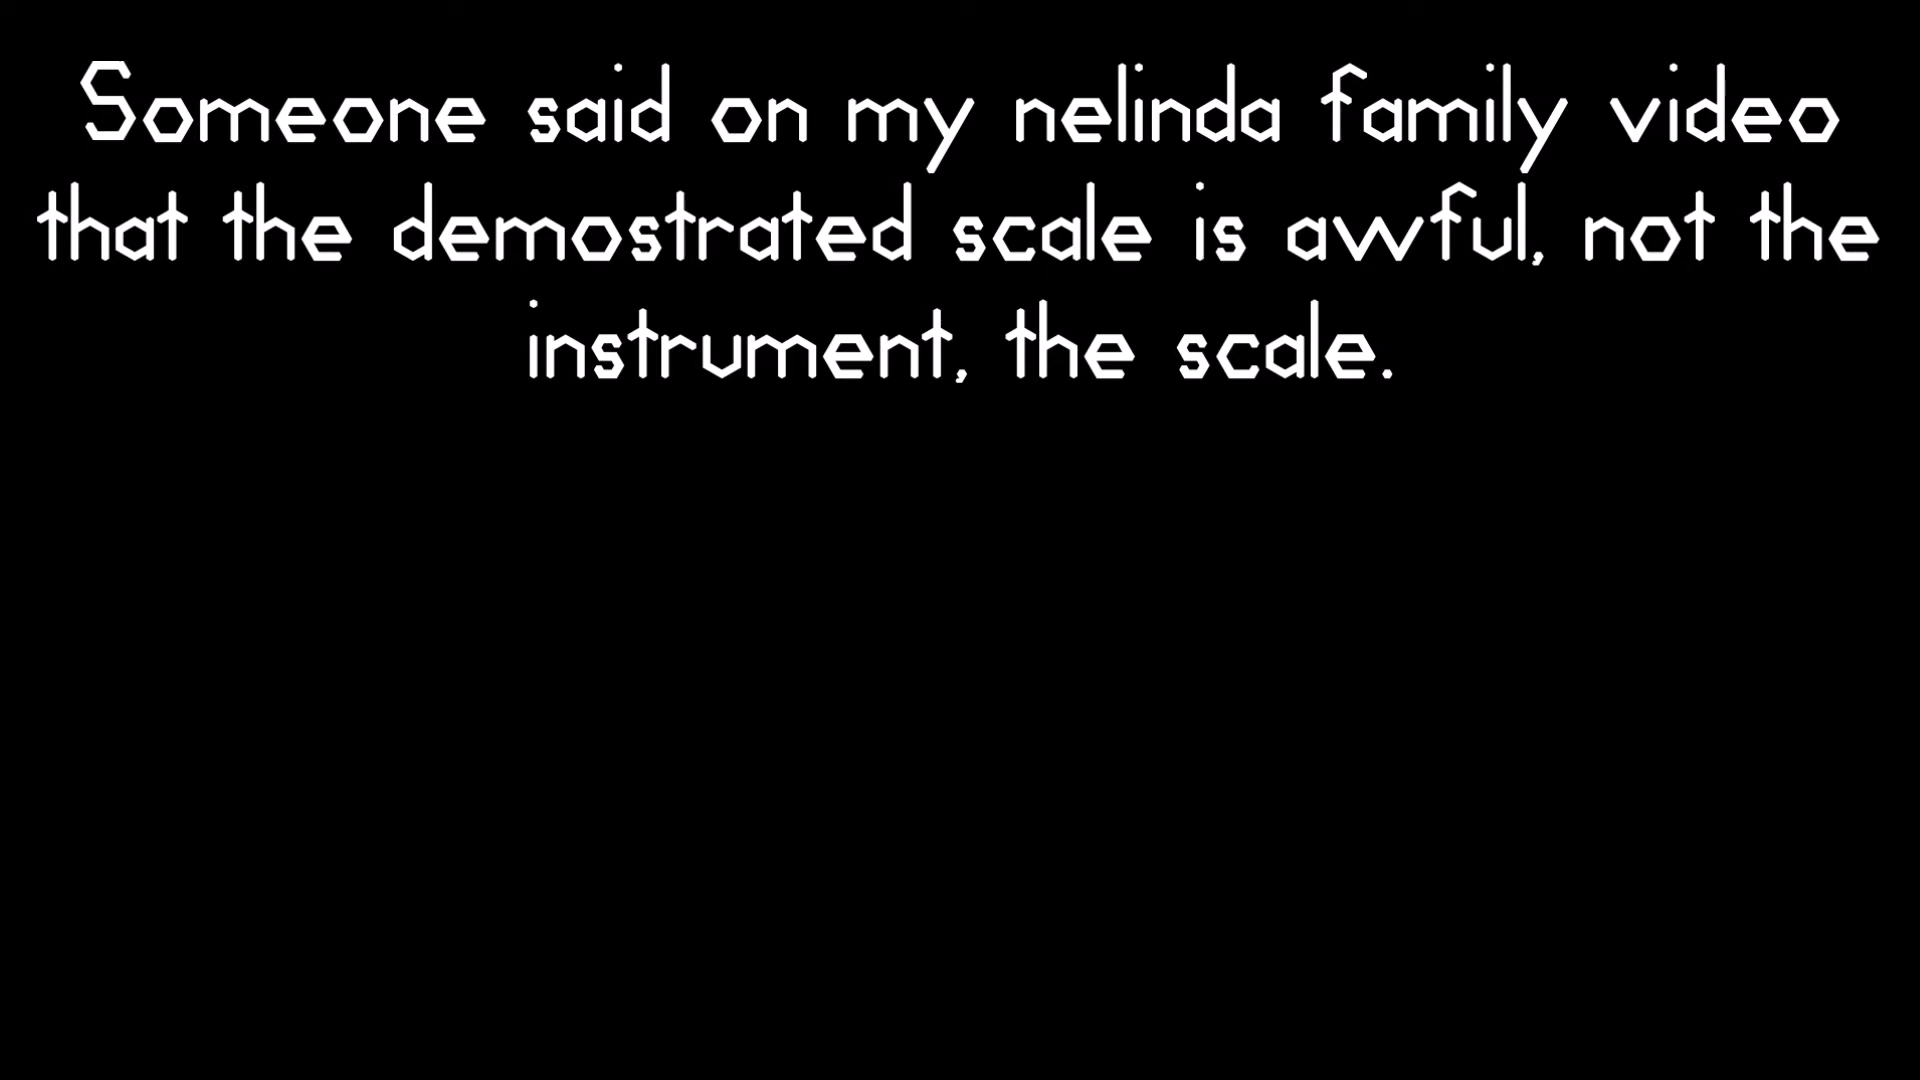 Someone said on my nelinda family video
that the demostrated scale is awful, not the
instrument, the scale.